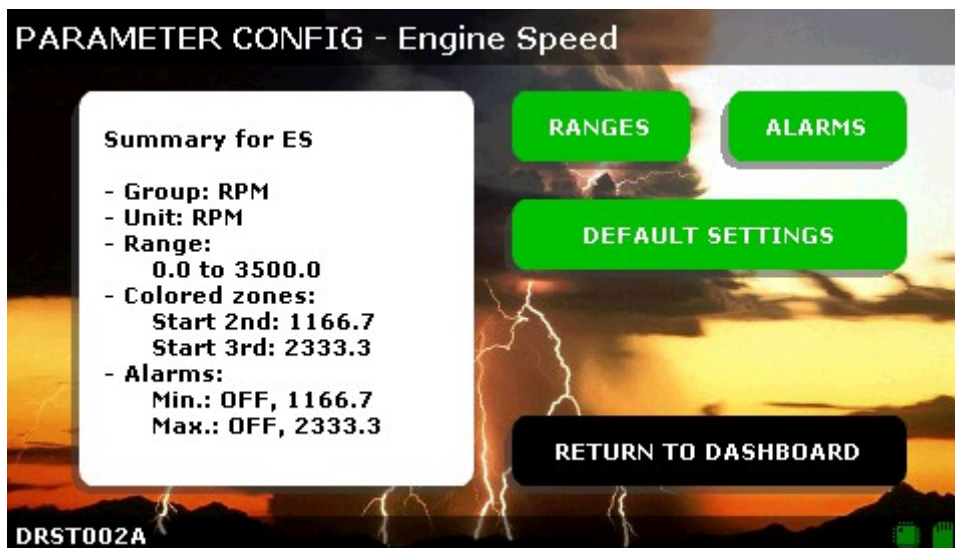 PARAMETER CONFIG - Engine Speed
Summary for ES
- Group: RPM
- Unit: RPM
- Range:
0.0 to 3500.0
- Colored zones:
Start 2nd: 1166.7
Start 3rd: 2333.3
- Alarms:
Min.: OFF, 1166.7
Max.: OFF, 2333.3
RANGES
ALARMS
DEFAULT SETTINGS
RETURN TO DASHBOARD
DRST002A